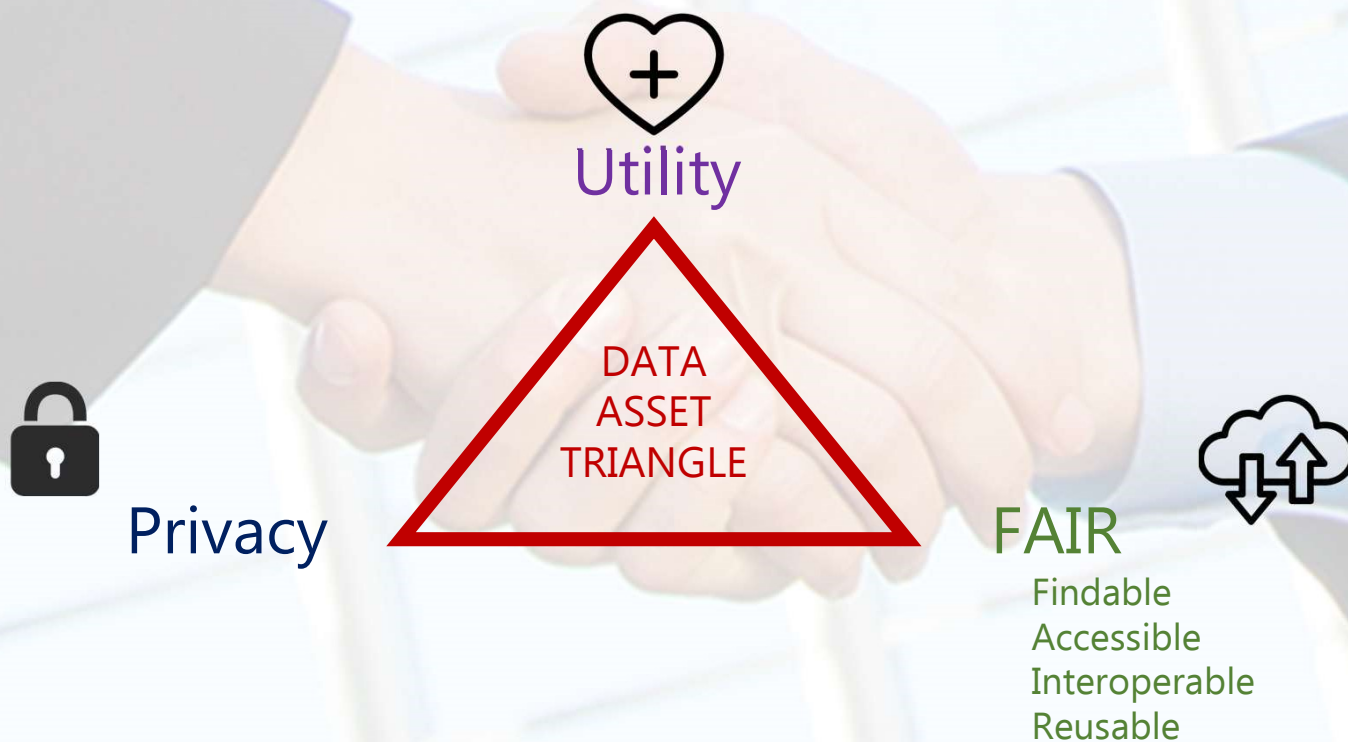 Utility
DATA
ASSET
TRIANGLE
Privacy
FAIR
Findable
Accessible
Interoperable
Reusable